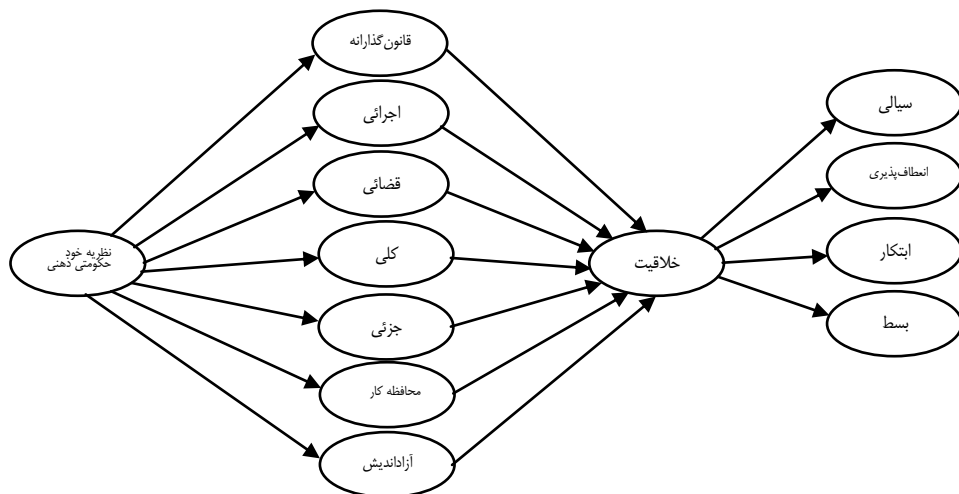 قانون‌گذارانه
اجرائی
قضائی
کلی
جزئی
محافظه کار
آزاداندیش
نظریه خودِ
حکومتی ذهنی
خلاقیت
سیالی
انعطاف‌پذیری
ابتکار
بسط